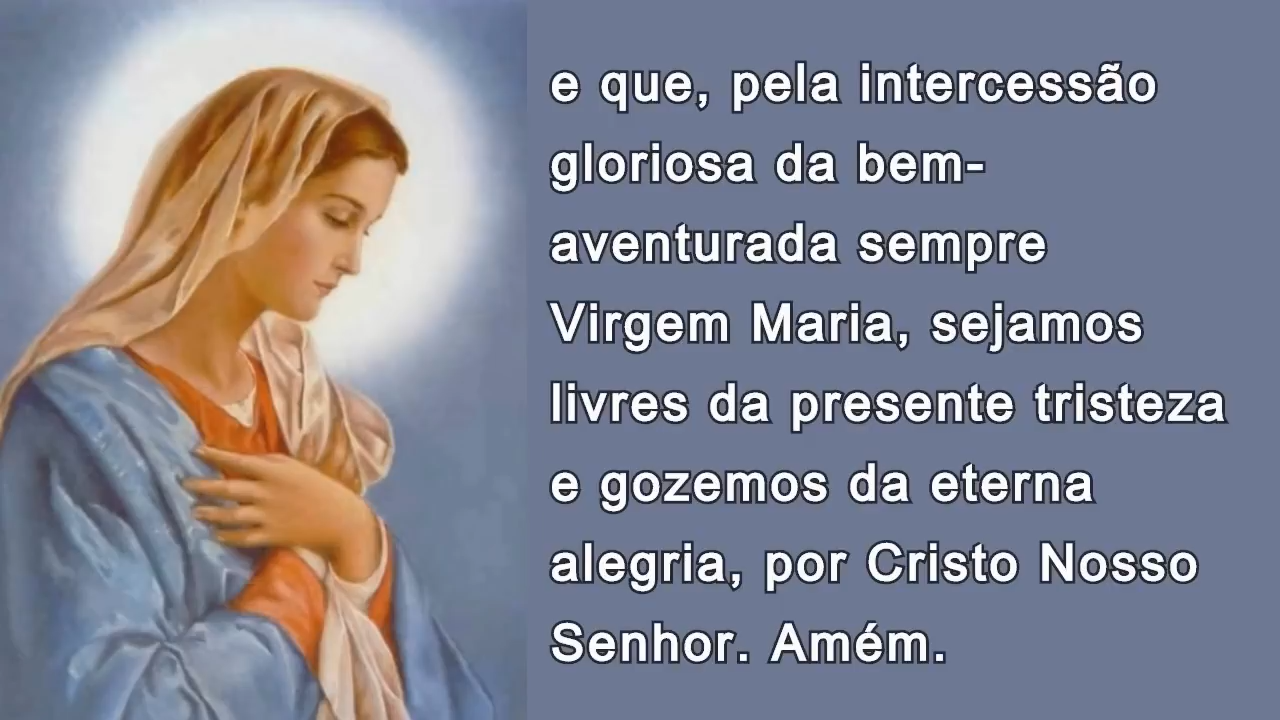 e que, pela intercessão
gloriosa da bem-
aventurada sempre
Virgem Maria, sejamos
livres da presente tristeza
e gozemos da eterna
alegria, por Cristo Nosso
Senhor. Amém.